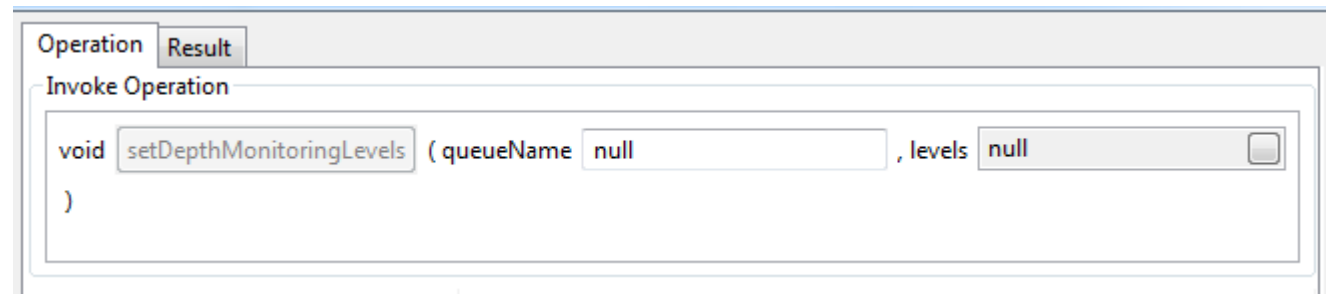 Operation Result
Invoke Operation
void setDepthMonitoringLevels ( queueName null , levels null
)